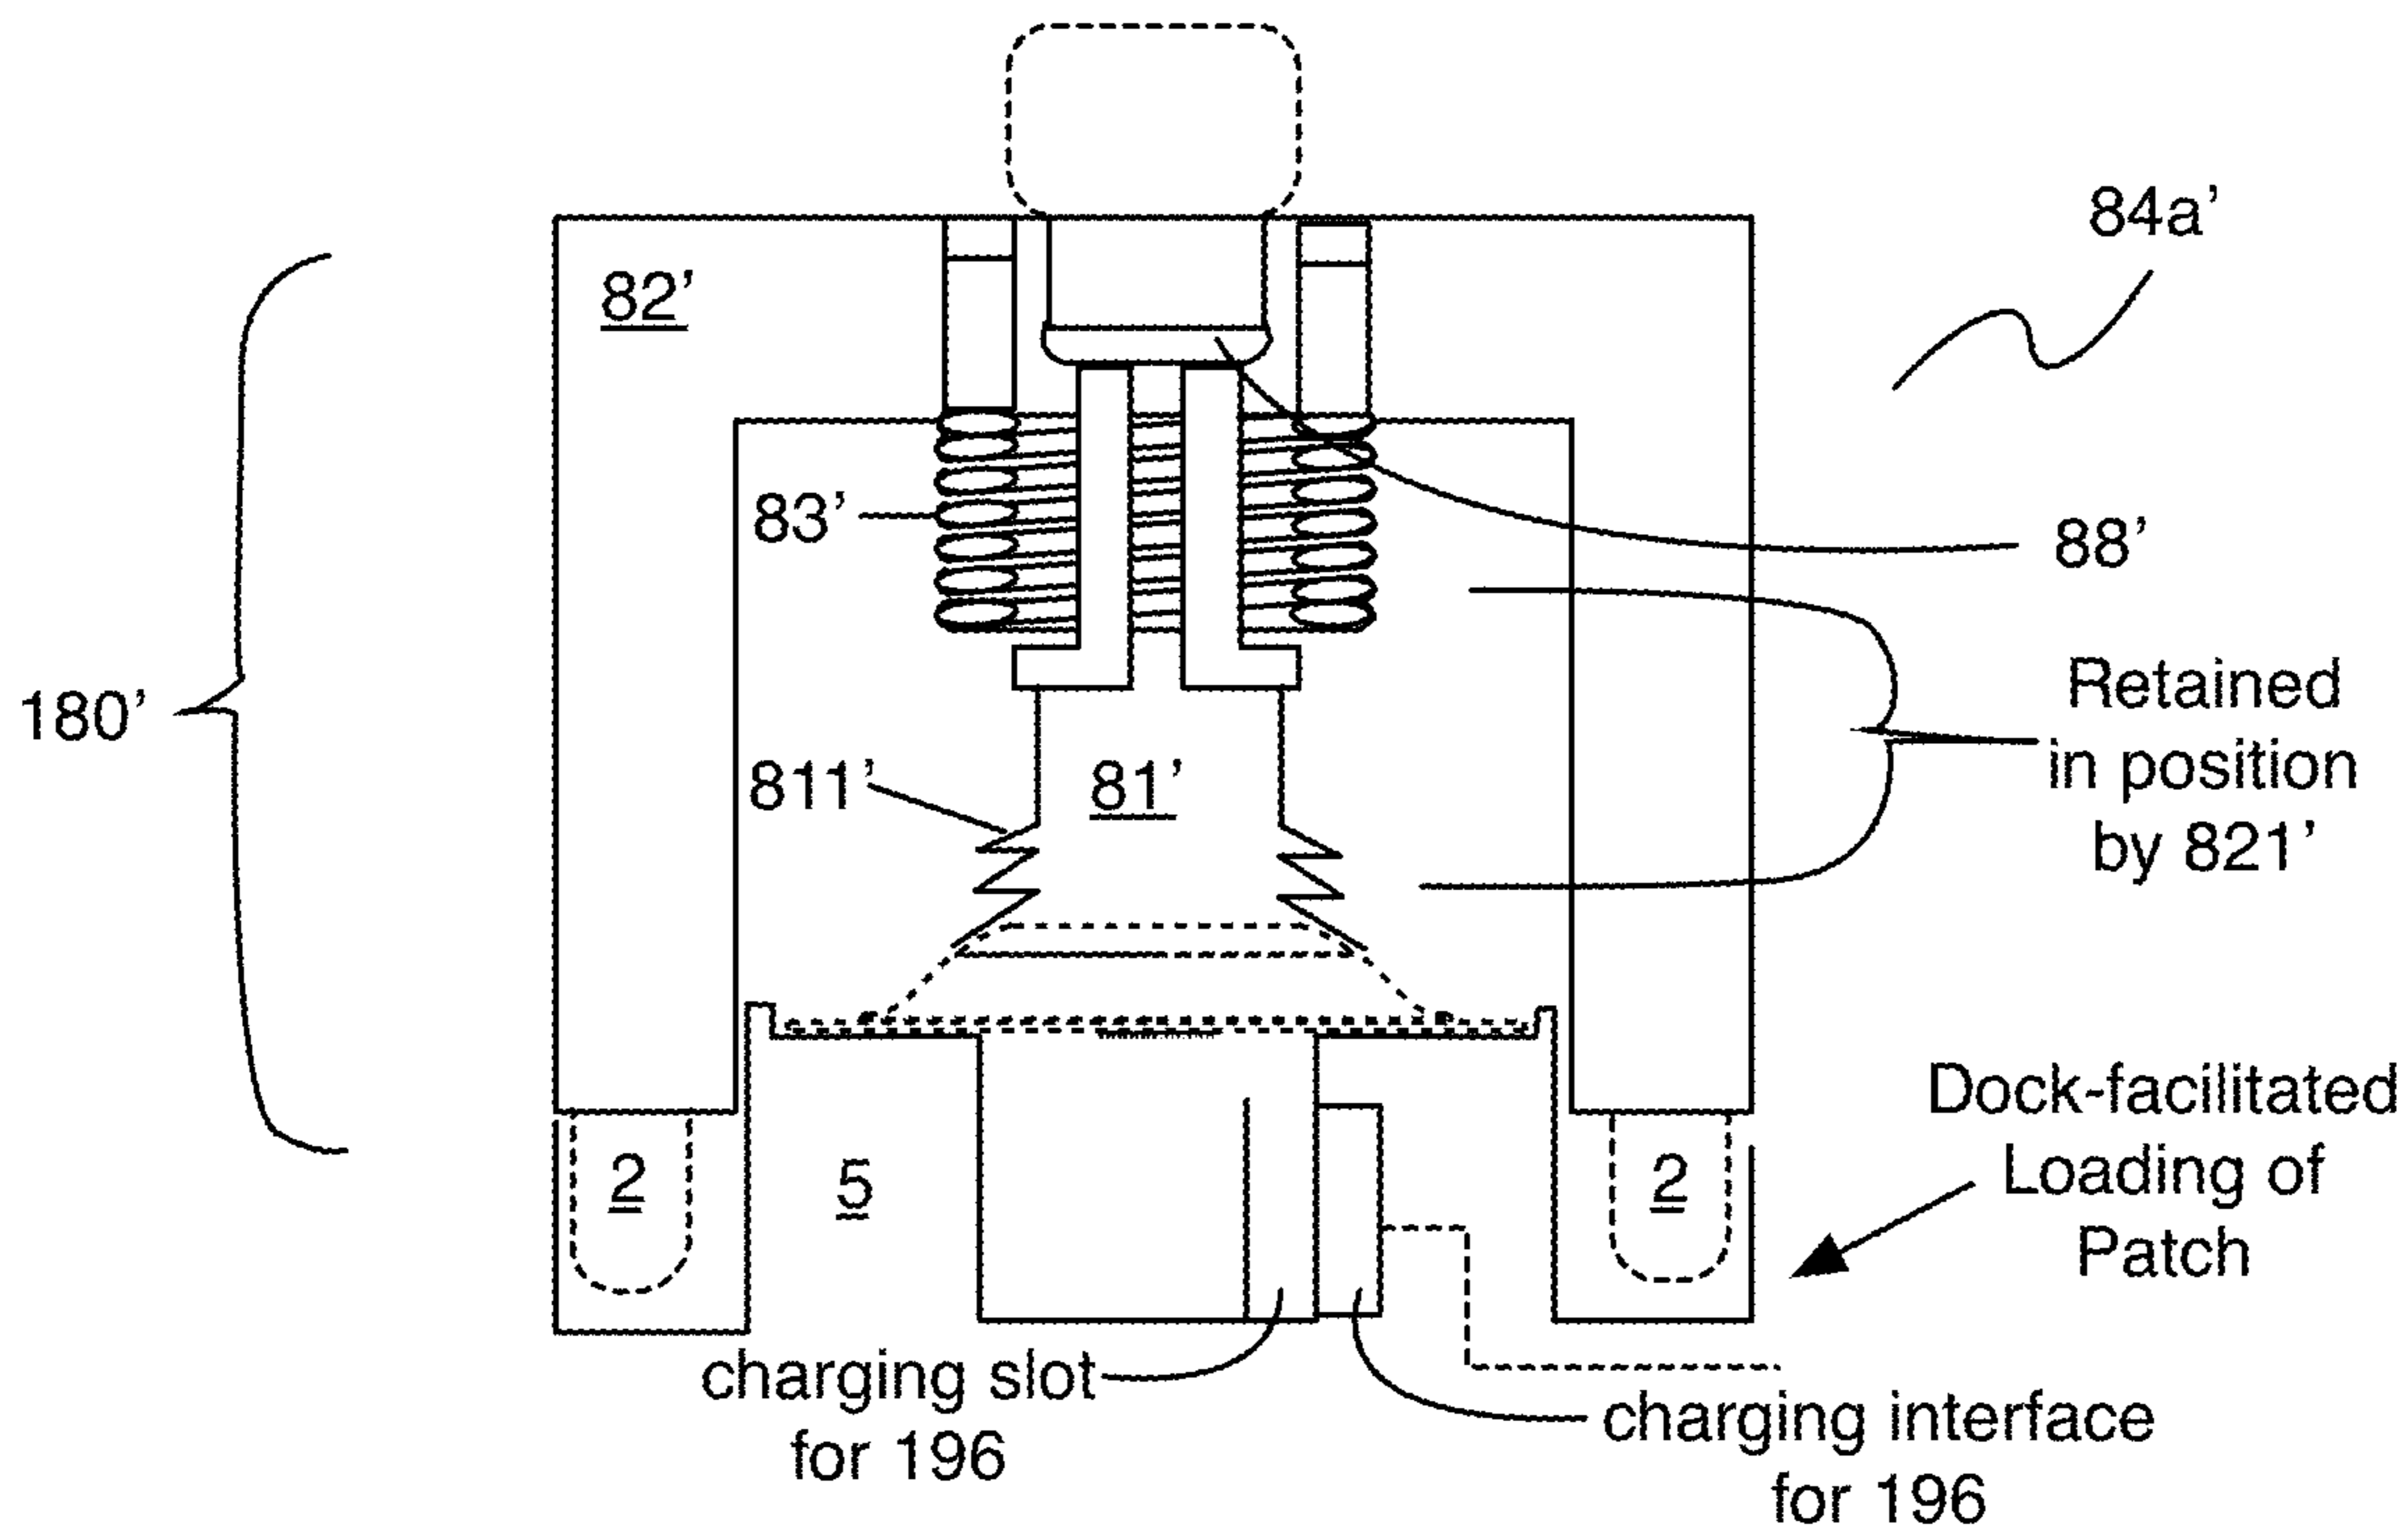 84a’
82’
83’
88’
180’
Retained
in position
by 821’
811’
81’
Dock-facilitated
Loading of
Patch
2
5
2
charging slot
for 196
charging interface
for 196